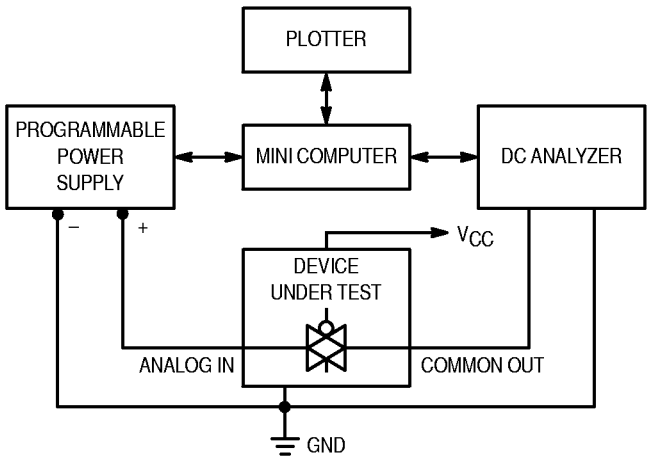 PLOTTER
PROGRAMMABLE
POWER
SUPPLY
MINI COMPUTER
DC ANALYZER
– +
VCC
DEVICE
UNDER TEST
ANALOG IN
COMMON OUT
GND